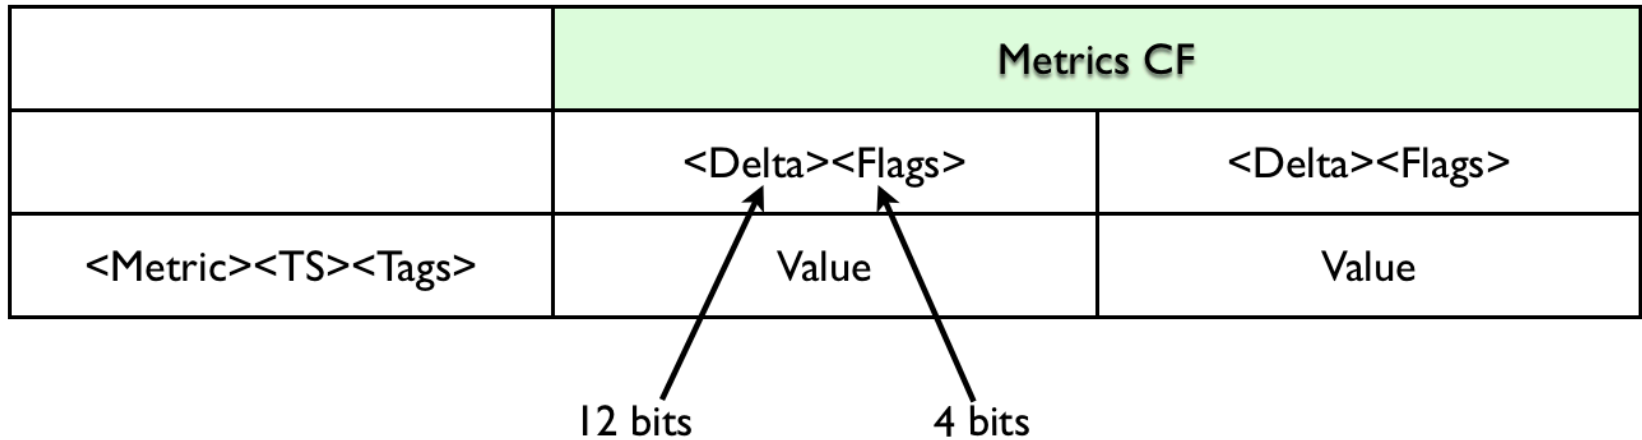 Metrics CF
<Delta><Flags>
<Delta><Flags>
<Metric><TS><Tags>
Value
Value
12 bits
4 bits